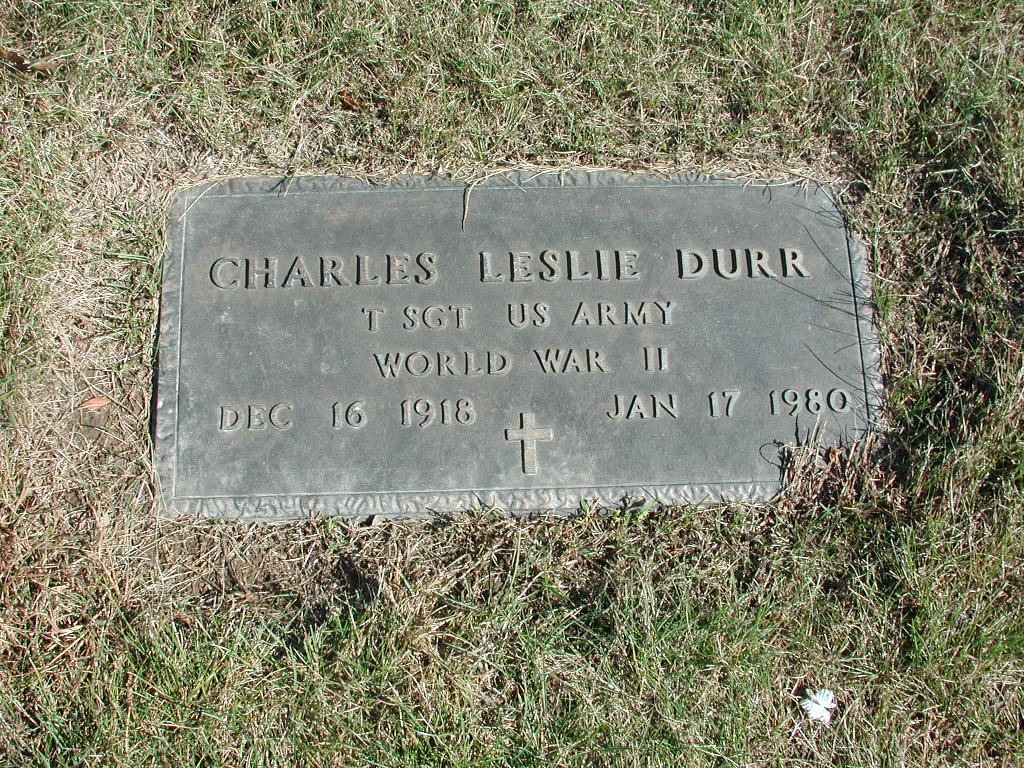 CHARLES LESLIE DURR
T SGT US ARMY
WORLD WAR II
DEC 16 1918 JAN 17 1980